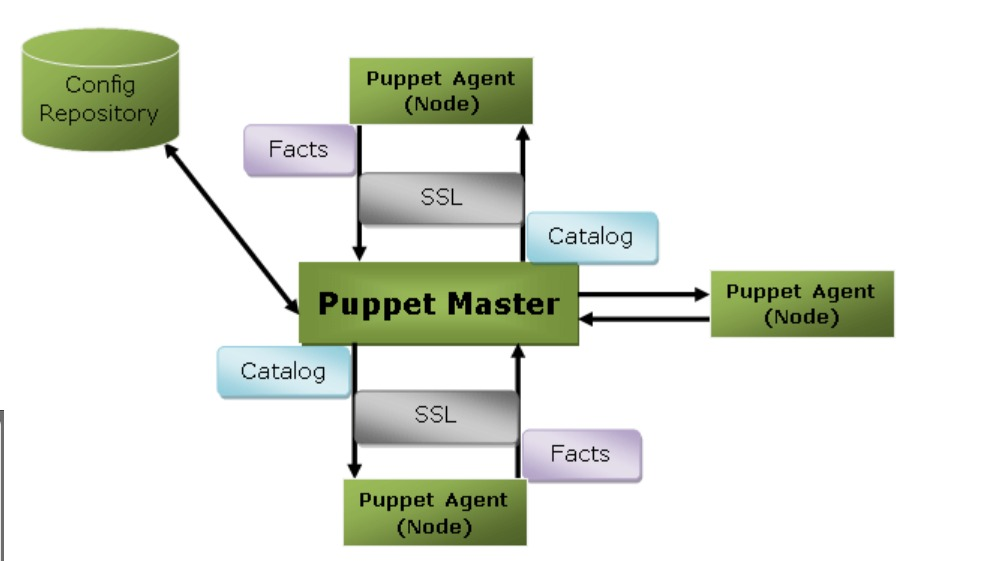 Config
Repository
Puppet Agent
(Node)
Facts
SSL
Catalog
Puppet Master
Puppet Agent
(Node)
Catalog
SSL
Facts
Puppet Agent
(Node)